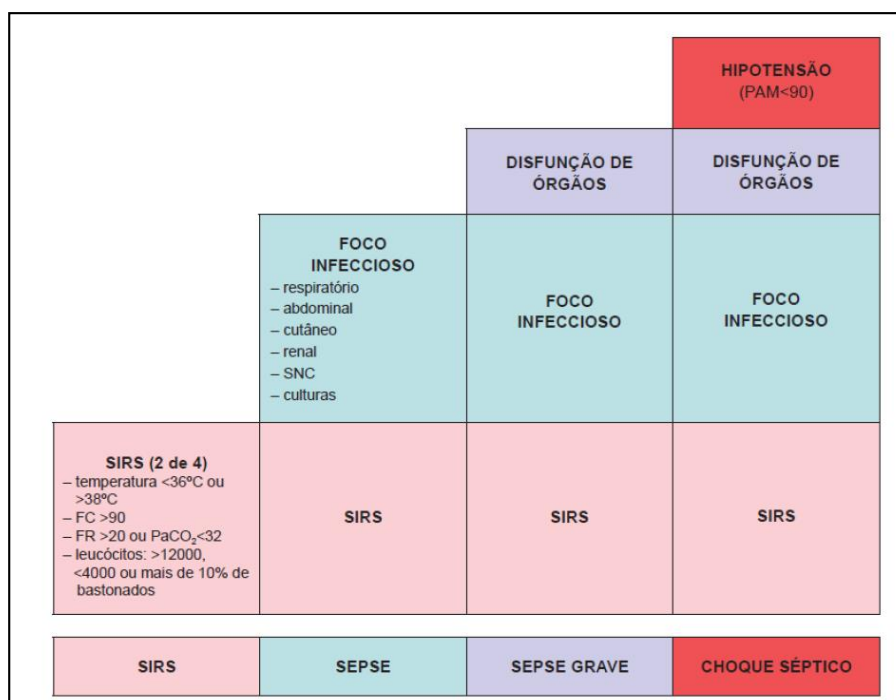 HIPOTENSÃO
(PAM<90)
DISFUNÇÃO DE
ÓRGÃOS
DISFUNÇÃO DE
ÓRGÃOS
FOCO
INFECCIOSO
– respiratório
– abdominal
– cutâneo
– renal
– SNC
– culturas
FOCO
INFECCIOSO
FOCO
INFECCIOSO
SIRS (2 de 4)
– temperatura <36ºC ou
>38ºC
– FC >90
– FR >20 ou PaCO₂<32
– leucócitos: >12000,
<4000 ou mais de 10% de
bastonados
SIRS
SIRS
SIRS
SIRS
SEPSE
SEPSE GRAVE
CHOQUE SÉPTICO